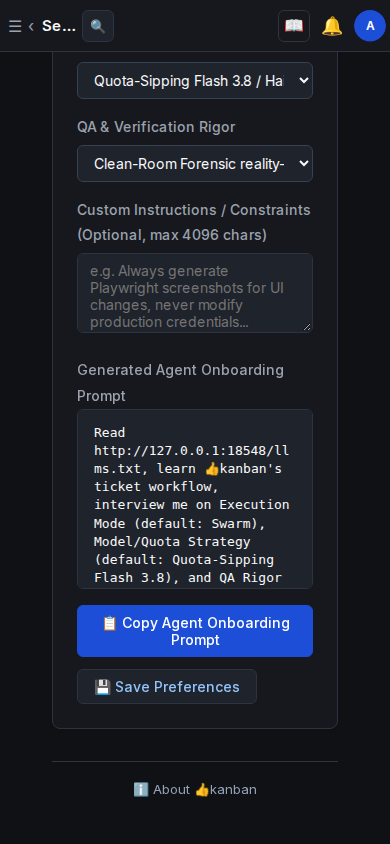 ☰ ‹ Se... 🔍 📖 🔔 A
Quota-Sipping Flash 3.8 / Ha
QA & Verification Rigor
Clean-Room Forensic reality-
Custom Instructions / Constraints
(Optional, max 4096 chars)
e.g. Always generate
Playwright screenshots for UI
changes, never modify
production credentials...
Generated Agent Onboarding
Prompt
Read
http://127.0.0.1:18548/ll
ms.txt, learn 👍kanban's
ticket workflow,
interview me on Execution
Mode (default: Swarm),
Model/Quota Strategy
(default: Quota-Sipping
Flash 3.8), and QA Rigor
📋 Copy Agent Onboarding
Prompt
💾 Save Preferences
ℹ️ About 👍kanban